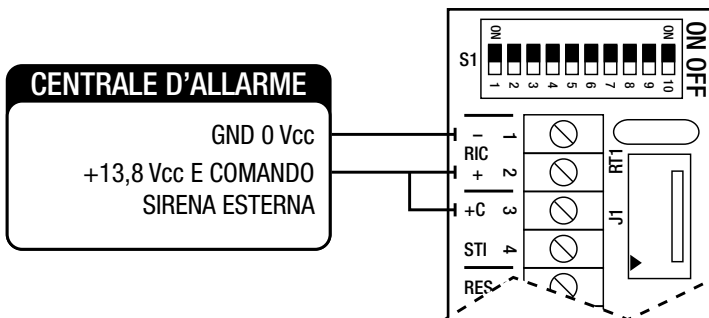 CENTRALE D'ALLARME
GND 0 Vcc
+13,8 Vcc E COMANDO
SIRENA ESTERNA
S1
ON
ON
1 2 3 4 5 6 7 8 9 10
ON OFF
– 1
RIC
+ 2
+C 3
STI 4
RES
RT1
J1